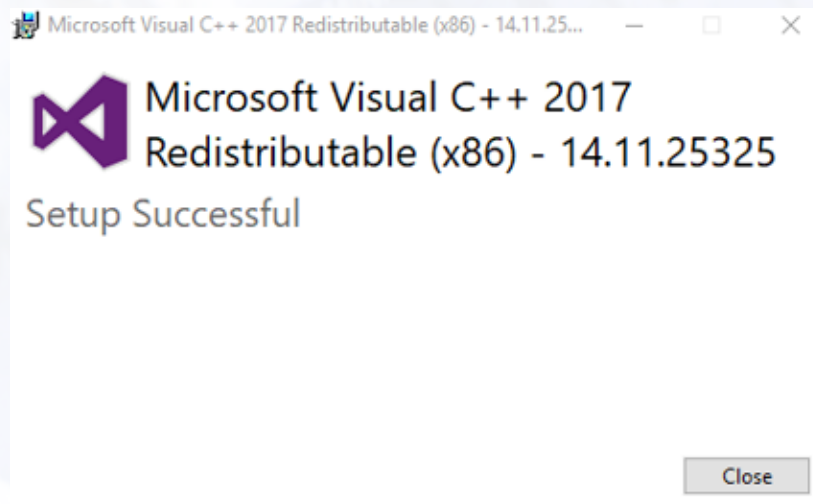 Microsoft Visual C++ 2017 Redistributable (x86) - 14.11.25...
Microsoft Visual C++ 2017
Redistributable (x86) - 14.11.25325
Setup Successful
Close